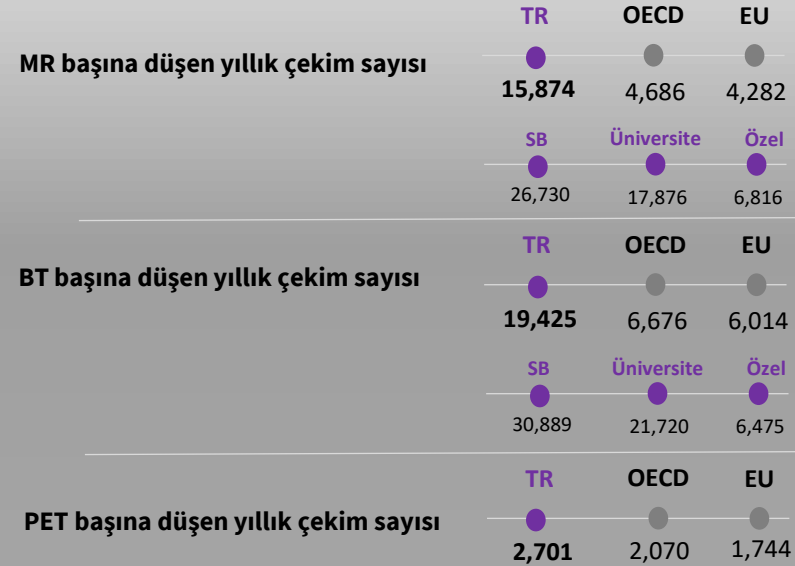 TR OECD EU
MR başına düşen yıllık çekim sayısı
15,874 4,686 4,282
SB Üniversite Özel
26,730 17,876 6,816
TR OECD EU
BT başına düşen yıllık çekim sayısı
19,425 6,676 6,014
SB Üniversite Özel
30,889 21,720 6,475
TR OECD EU
PET başına düşen yıllık çekim sayısı
2,701 2,070 1,744